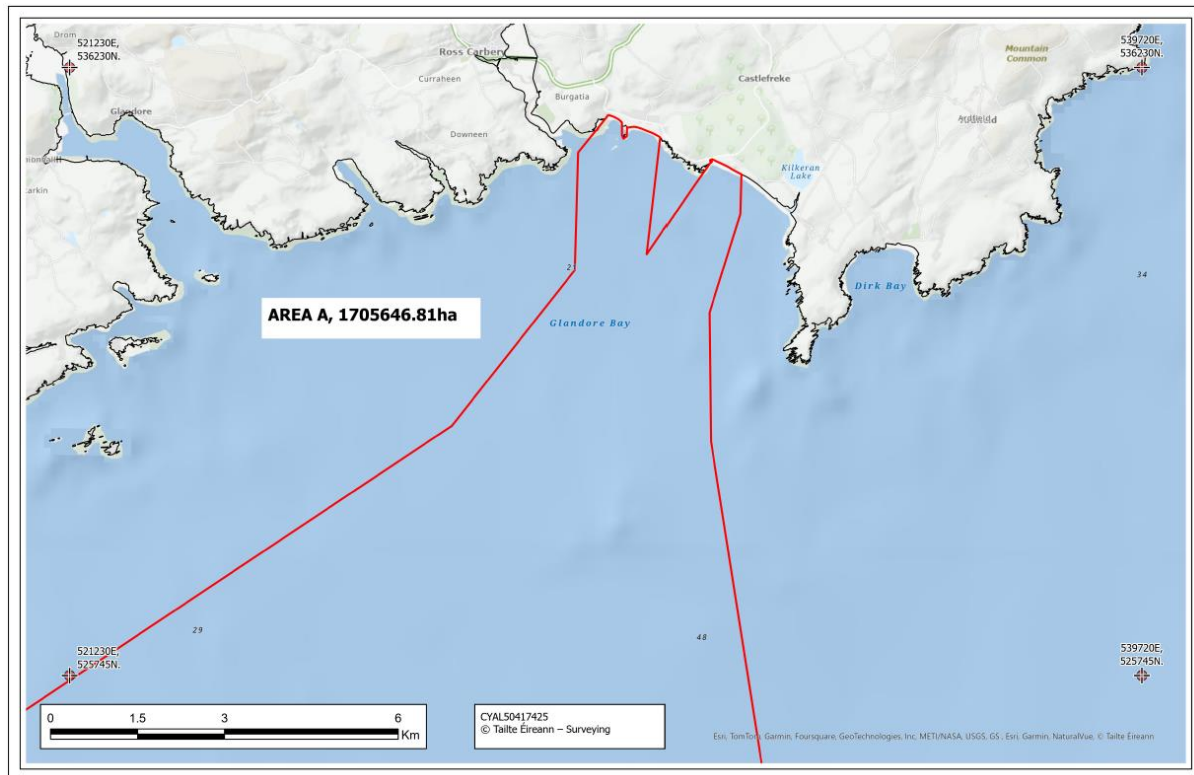 Drom
521230E,
536230N.
Ross Carbery
Curraheen
Burgatia
Castlefreke
Mountain
Common
539720E,
536230N.
Glandore
Downeen
Ardfield
Kilkeran
Lake
AREA A, 1705646.81ha
Glandore Bay
Dirk Bay
34
29
48
521230E,
525745N.
539720E,
525745N.
0 1.5 3 6
Km
CYAL50417425
© Tailte Éireann – Surveying
Esri, TomTom, Garmin, Foursquare, GeoTechnologies, Inc, METI/NASA, USGS, GS , Esri, Garmin, NaturalVue, © Tailte Éireann